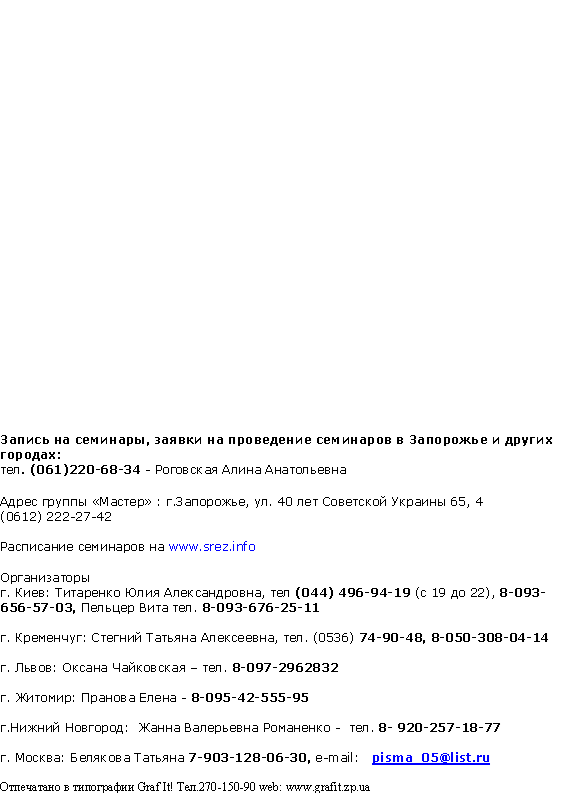 Запись на семинары, заявки на проведение семинаров в Запорожье и других
городах:
тел. (061)220-68-34 - Роговская Алина Анатольевна
Адрес группы «Мастер» : г.Запорожье, ул. 40 лет Советской Украины 65, 4
(0612) 222-27-42
Расписание семинаров на www.srez.info
Организаторы
г. Киев: Титаренко Юлия Александровна, тел (044) 496-94-19 (с 19 до 22), 8-093-
656-57-03, Пельцер Вита тел. 8-093-676-25-11
г. Кременчуг: Стегний Татьяна Алексеевна, тел. (0536) 74-90-48, 8-050-308-04-14
г. Львов: Оксана Чайковская – тел. 8-097-2962832
г. Житомир: Пранова Елена - 8-095-42-555-95
г.Нижний Новгород:  Жанна Валерьевна Романенко -  тел. 8- 920-257-18-77
г. Москва: Белякова Татьяна 7-903-128-06-30, e-mail:   pisma_05@list.ru
Отпечатано в типографии Graf It! Тел.270-150-90 web: www.grafit.zp.ua